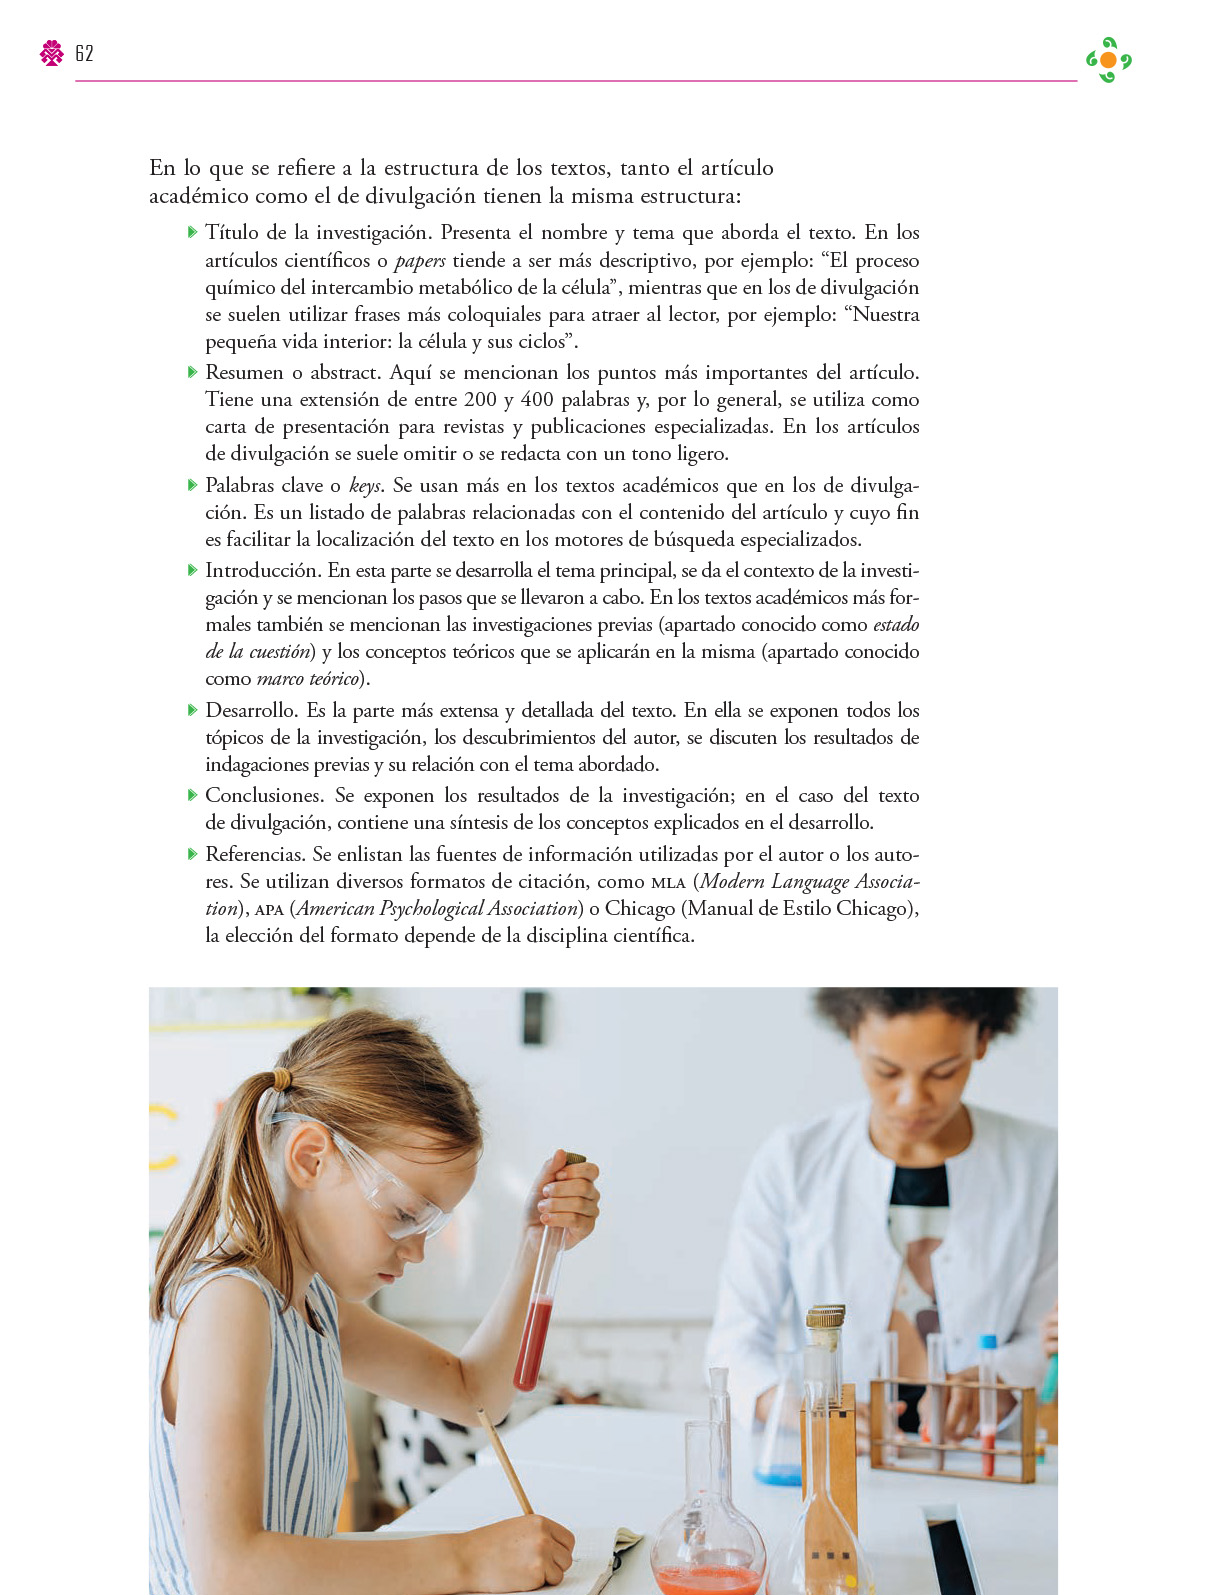 62
En lo que se refiere a la estructura de los textos, tanto el artículo
académico como el de divulgación tienen la misma estructura:
Título de la investigación. Presenta el nombre y tema que aborda el texto. En los
artículos científicos o papers tiende a ser más descriptivo, por ejemplo: “El proceso
químico del intercambio metabólico de la célula”, mientras que en los de divulgación
se suelen utilizar frases más coloquiales para atraer al lector, por ejemplo: “Nuestra
pequeña vida interior: la célula y sus ciclos”.
Resumen o abstract. Aquí se mencionan los puntos más importantes del artículo.
Tiene una extensión de entre 200 y 400 palabras y, por lo general, se utiliza como
carta de presentación para revistas y publicaciones especializadas. En los artículos
de divulgación se suele omitir o se redacta con un tono ligero.
Palabras clave o keys. Se usan más en los textos académicos que en los de divulga-
ción. Es un listado de palabras relacionadas con el contenido del artículo y cuyo fin
es facilitar la localización del texto en los motores de búsqueda especializados.
Introducción. En esta parte se desarrolla el tema principal, se da el contexto de la investi-
gación y se mencionan los pasos que se llevaron a cabo. En los textos académicos más for-
males también se mencionan las investigaciones previas (apartado conocido como estado
de la cuestión) y los conceptos teóricos que se aplicarán en la misma (apartado conocido
como marco teórico).
Desarrollo. Es la parte más extensa y detallada del texto. En ella se exponen todos los
tópicos de la investigación, los descubrimientos del autor, se discuten los resultados de
indagaciones previas y su relación con el tema abordado.
Conclusiones. Se exponen los resultados de la investigación; en el caso del texto
de divulgación, contiene una síntesis de los conceptos explicados en el desarrollo.
Referencias. Se enlistan las fuentes de información utilizadas por el autor o los auto-
res. Se utilizan diversos formatos de citación, como MLA (Modern Language Associa-
tion), APA (American Psychological Association) o Chicago (Manual de Estilo Chicago),
la elección del formato depende de la disciplina científica.